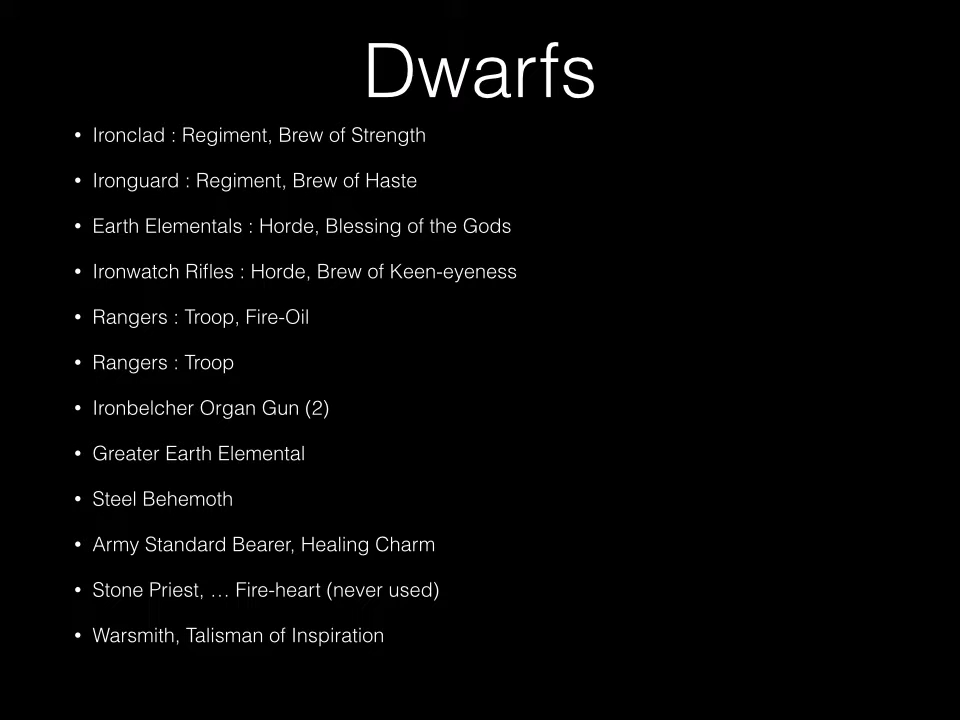 Dwarfs
• Ironclad : Regiment, Brew of Strength
• Ironguard : Regiment, Brew of Haste
• Earth Elementals : Horde, Blessing of the Gods
• Ironwatch Rifles : Horde, Brew of Keen-eyeness
• Rangers : Troop, Fire-Oil
• Rangers : Troop
• Ironbelcher Organ Gun (2)
• Greater Earth Elemental
• Steel Behemoth
• Army Standard Bearer, Healing Charm
• Stone Priest, … Fire-heart (never used)
• Warsmith, Talisman of Inspiration